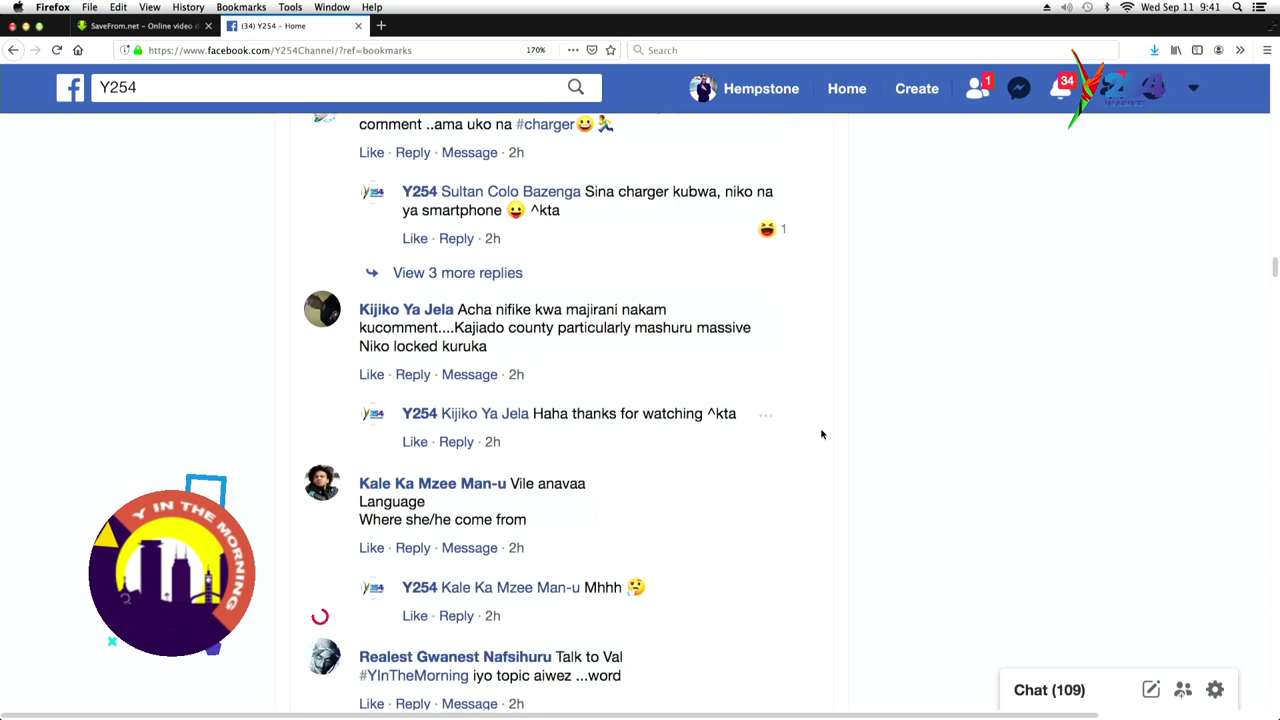 Firefox File Edit View History Bookmarks Tools Window Help
Wed Sep 11 9:41
SaveFrom.net – Online video d
(34) Y254 - Home
https://www.facebook.com/Y254Channel/?ref=bookmarks
170%
Search
Y254
Hempstone Home Create
1
34
comment ..ama uko na #charger😀🏃
Like · Reply · Message · 2h
Y254 Sultan Colo Bazenga Sina charger kubwa, niko na
ya smartphone 😛 ^kta
😆 1
Like · Reply · 2h
View 3 more replies
Kijiko Ya Jela Acha nifike kwa majirani nakam
kucomment....Kajiado county particularly mashuru massive
Niko locked kuruka
Like · Reply · Message · 2h
Y254 Kijiko Ya Jela Haha thanks for watching ^kta
Like · Reply · 2h
Kale Ka Mzee Man-u Vile anavaa
Language
Where she/he come from
Like · Reply · Message · 2h
Y254 Kale Ka Mzee Man-u Mhhh 🤔
Like · Reply · 2h
Realest Gwanest Nafsihuru Talk to Val
#YInTheMorning iyo topic aiwez ...word
Like · Reply · Message · 2h
Y IN THE MORNING
Chat (109)